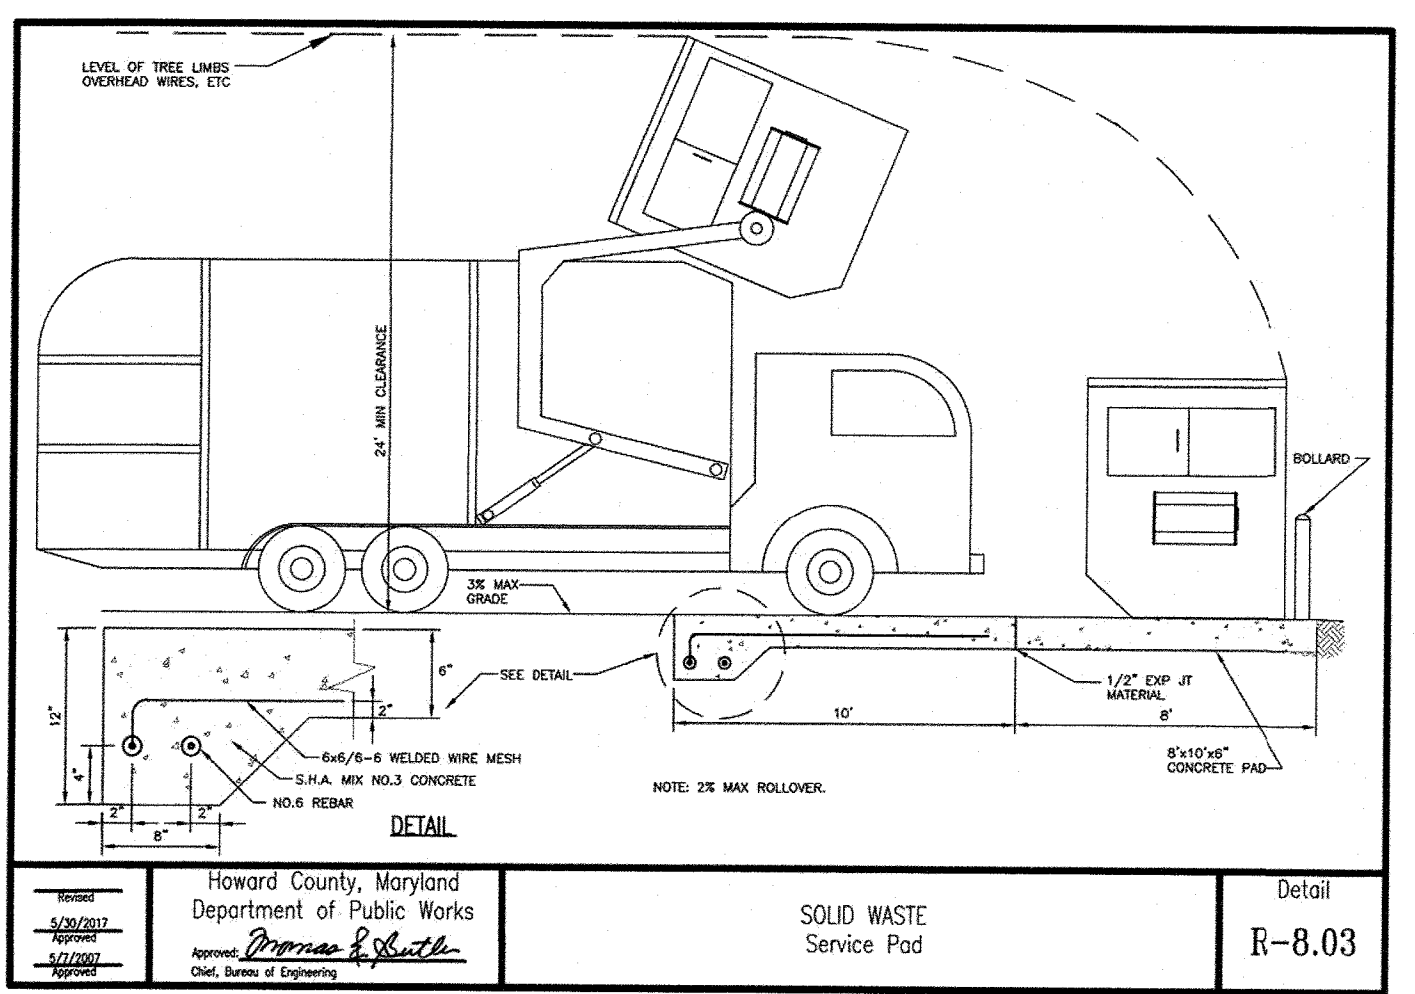 LEVEL OF TREE LIMBS
OVERHEAD WIRES, ETC
24' MIN CLEARANCE
BOLLARD
3% MAX
GRADE
12"
6"
SEE DETAIL
2"
1/2" EXP JT
MATERIAL
10'
8'
6x6/6-6 WELDED WIRE MESH
8'x10'x6"
CONCRETE PAD
4"
S.H.A. MIX NO.3 CONCRETE
NOTE: 2% MAX ROLLOVER.
NO.6 REBAR
2"
2"
8"
DETAIL
Revised
5/30/2017
Approved
5/7/2007
Approved
Howard County, Maryland
Department of Public Works
Approved: Thomas E. Butler
Chief, Bureau of Engineering
SOLID WASTE
Service Pad
Detail
R-8.03